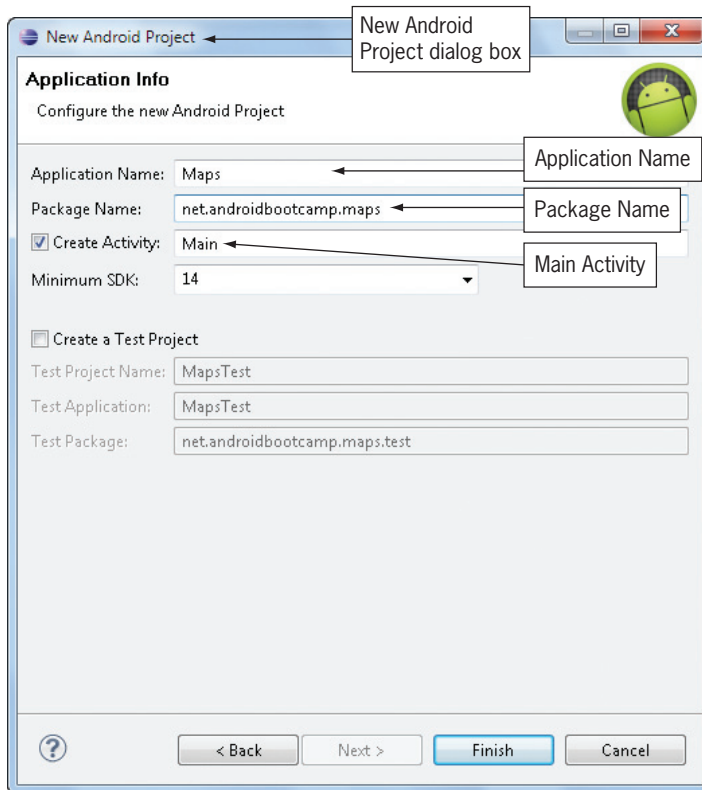 New Android Project
New Android
Project dialog box
Application Info
Configure the new Android Project
Application Name: Maps
Application Name
Package Name: net.androidbootcamp.maps
Package Name
Create Activity: Main
Main Activity
Minimum SDK: 14
Create a Test Project
Test Project Name: MapsTest
Test Application: MapsTest
Test Package: net.androidbootcamp.maps.test
?
< Back Next > Finish Cancel